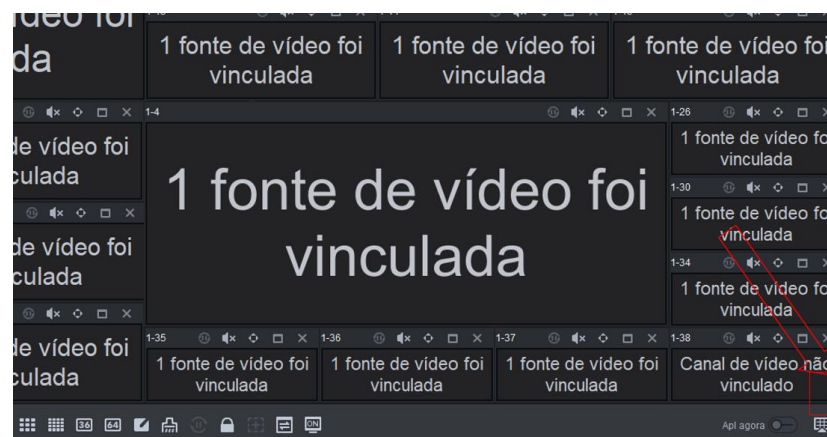 da
1 fonte de vídeo foi
vinculada
1 fonte de vídeo foi
vinculada
1 fonte de vídeo foi
vinculada
1-4
1 fonte de vídeo foi
vinculada
de vídeo foi
culada
de vídeo foi
culada
de vídeo foi
culada
1-26
1 fonte de vídeo fo
vinculada
1-30
1 fonte de vídeo fo
vinculada
1-34
1 fonte de vídeo fo
vinculada
1-35
1 fonte de vídeo foi
vinculada
1-36
1 fonte de vídeo foi
vinculada
1-37
1 fonte de vídeo foi
vinculada
1-38
Canal de vídeo não
vinculado
36
64
ON
Apl agora